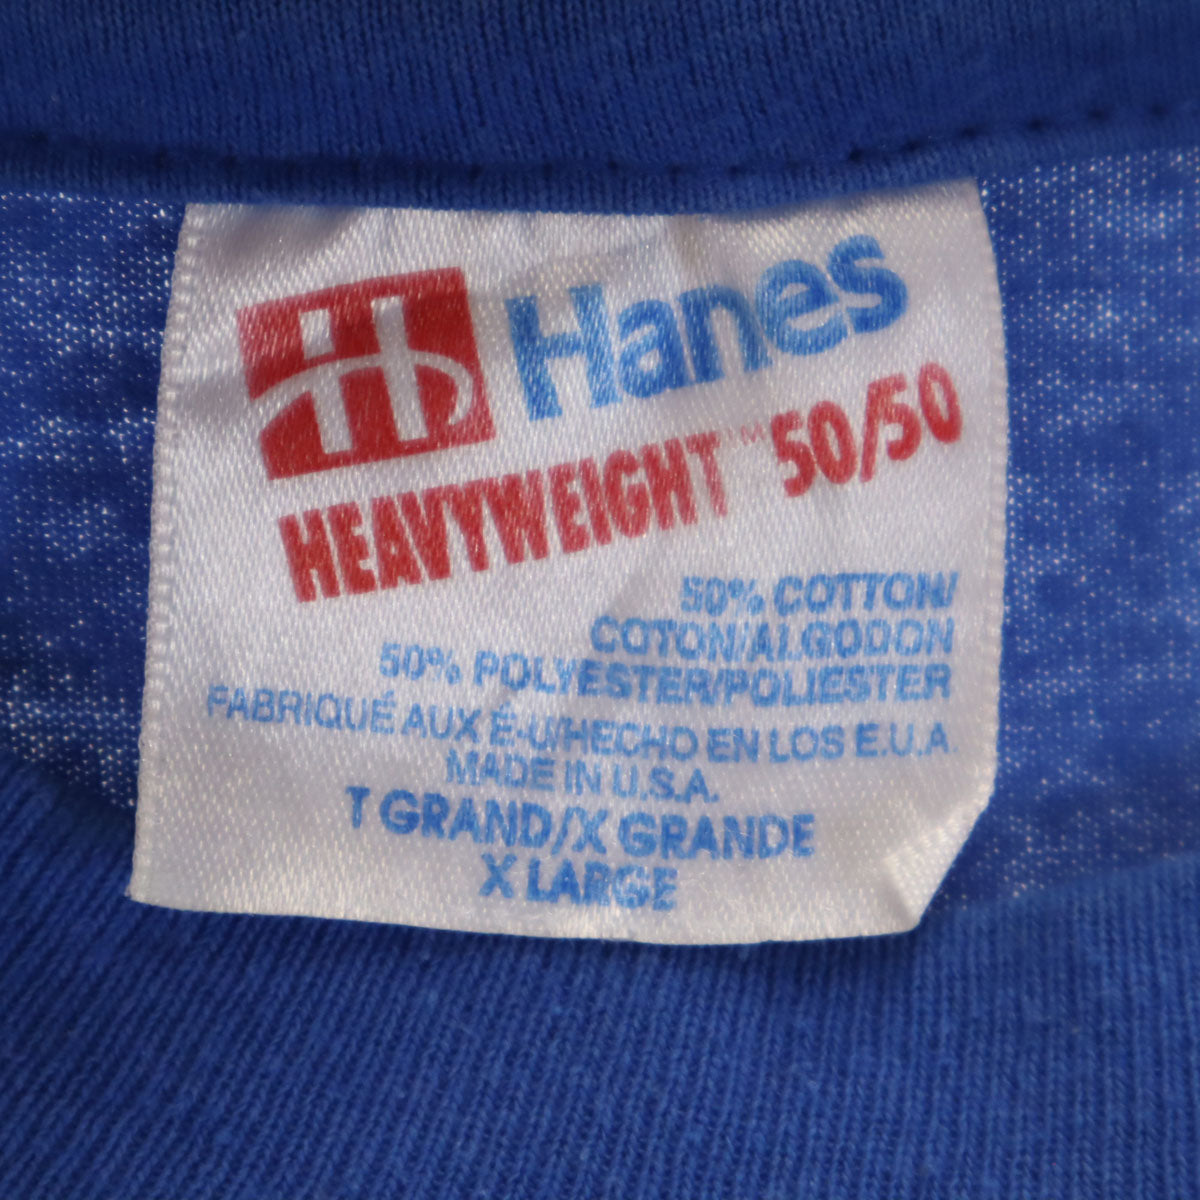 H Hanes
HEAVYWEIGHT™ 50/50
50% COTTON/
COTON/ALGODON
50% POLYESTER/POLIESTER
FABRIQUÉ AUX É-U/HECHO EN LOS E.U.A.
MADE IN U.S.A.
T GRAND/X GRANDE
X LARGE